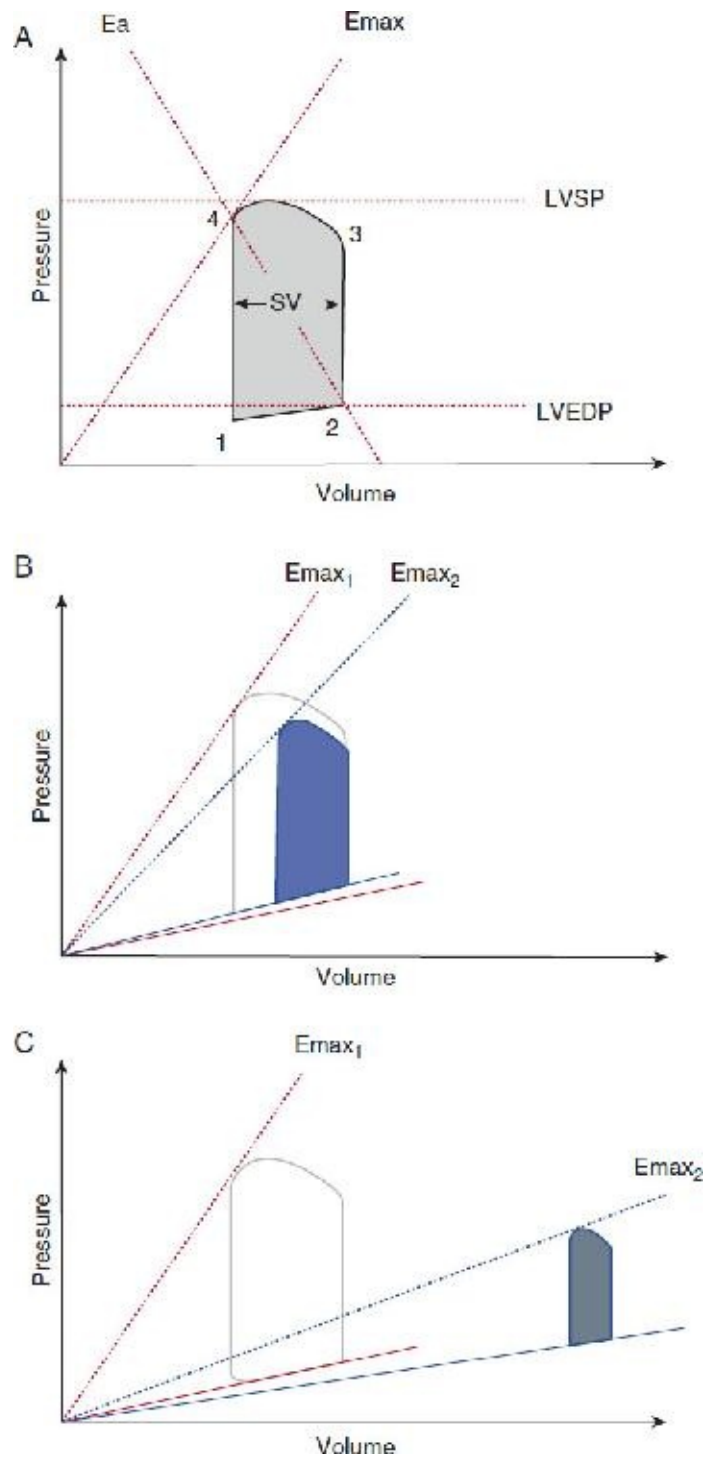 A
Ea
Emax
LVSP
4
3
Pressure
SV
LVEDP
1
2
Volume
B
Emax₁
Emax₂
Pressure
Volume
C
Emax₁
Emax₂
Pressure
Volume